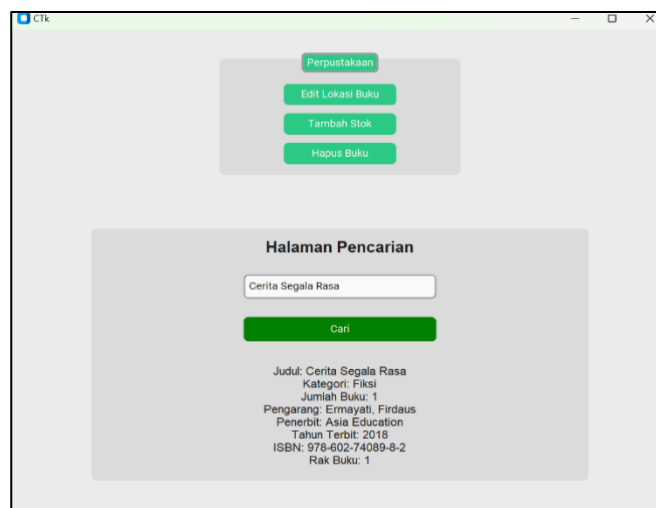 CTk
Perpustakaan
Edit Lokasi Buku
Tambah Stok
Hapus Buku
Halaman Pencarian
Cerita Segala Rasa
Cari
Judul: Cerita Segala Rasa
Kategori: Fiksi
Jumlah Buku: 1
Pengarang: Ermayati, Firdaus
Penerbit: Asia Education
Tahun Terbit: 2018
ISBN: 978-602-74089-8-2
Rak Buku: 1